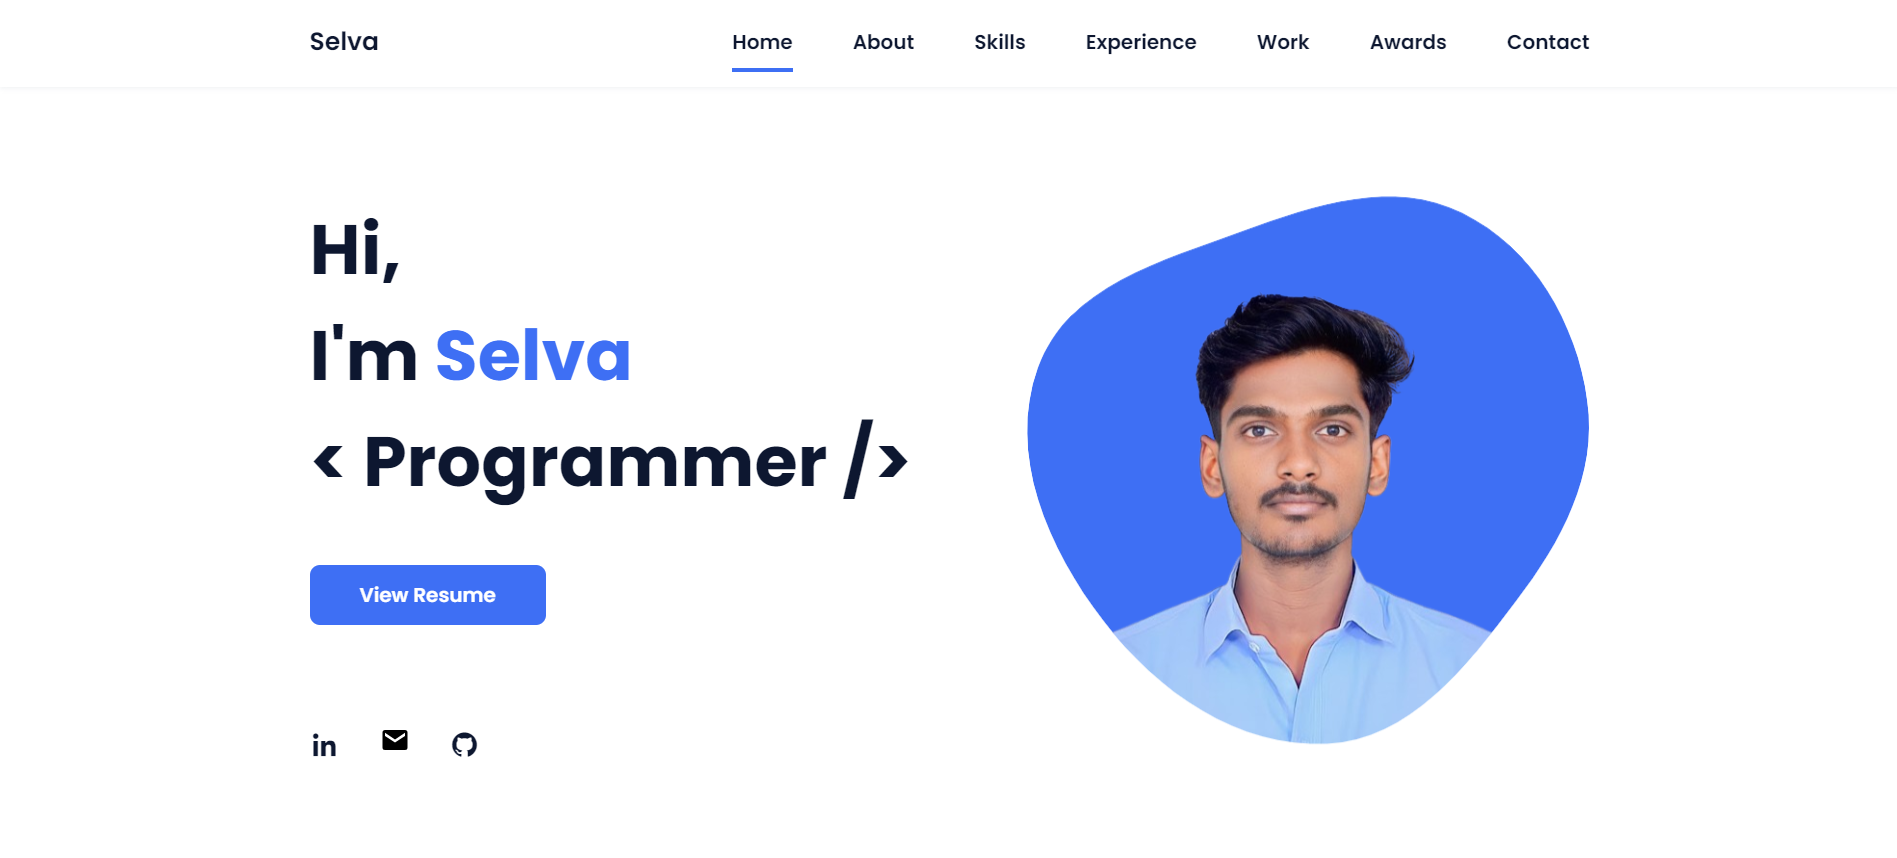 Selva
Home About Skills Experience Work Awards Contact
Hi,
I'm Selva
< Programmer />
View Resume
in